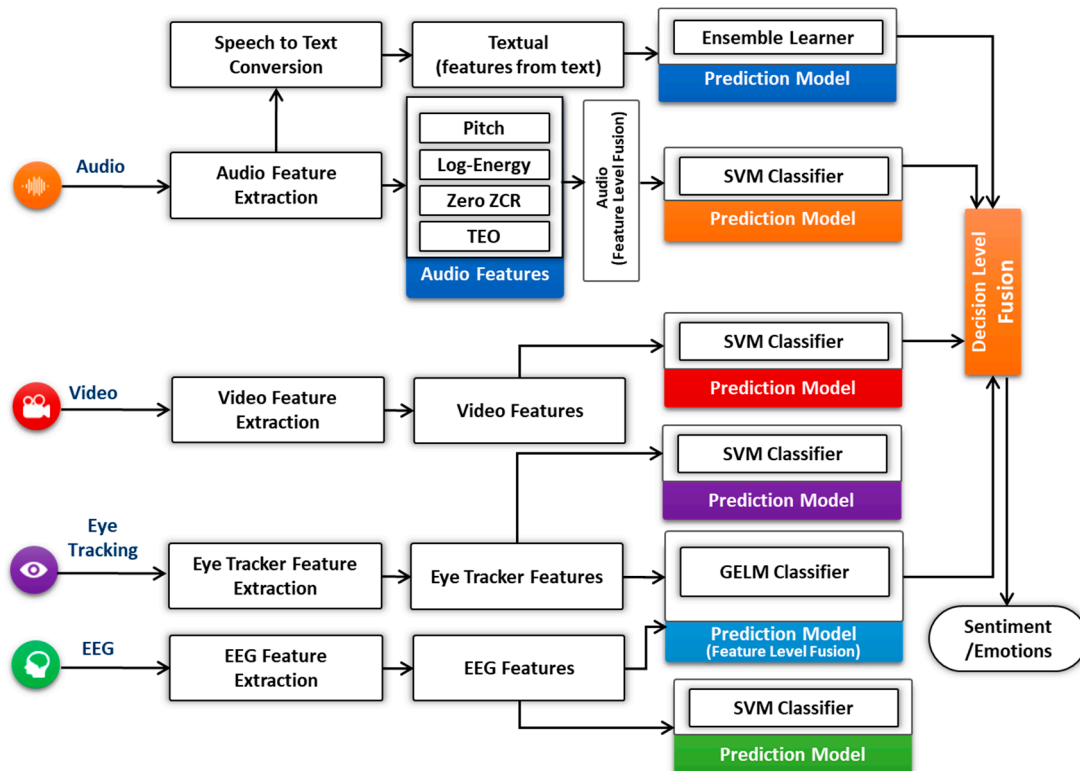 Speech to Text
Conversion
Textual
(features from text)
Ensemble Learner
Prediction Model
Audio
Audio Feature
Extraction
Pitch
Log-Energy
Zero ZCR
TEO
Audio Features
Audio
(Feature Level Fusion)
SVM Classifier
Prediction Model
Decision Level
Fusion
Video
Video Feature
Extraction
Video Features
SVM Classifier
Prediction Model
SVM Classifier
Prediction Model
Eye
Tracking
Eye Tracker Feature
Extraction
Eye Tracker Features
GELM Classifier
Prediction Model
(Feature Level Fusion)
Sentiment
/Emotions
EEG
EEG Feature
Extraction
EEG Features
SVM Classifier
Prediction Model